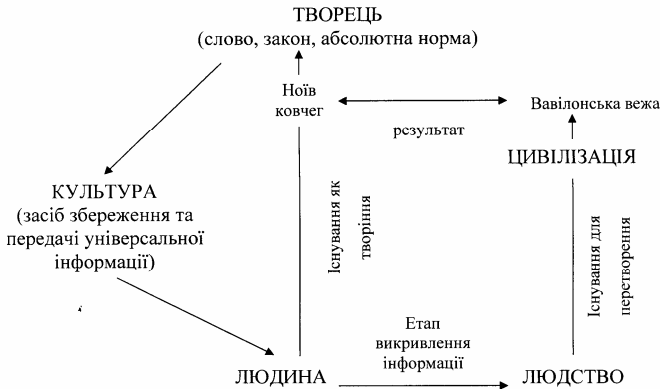 ТВОРЕЦЬ
(слово, закон, абсолютна норма)
Ноїв
ковчег
Вавілонська вежа
результат
ЦИВІЛІЗАЦІЯ
КУЛЬТУРА
(засіб збереження та
передачі універсальної
інформації)
Існування як
творіння
Існування для
перетворення
Етап
викривлення
інформації
ЛЮДИНА
ЛЮДСТВО